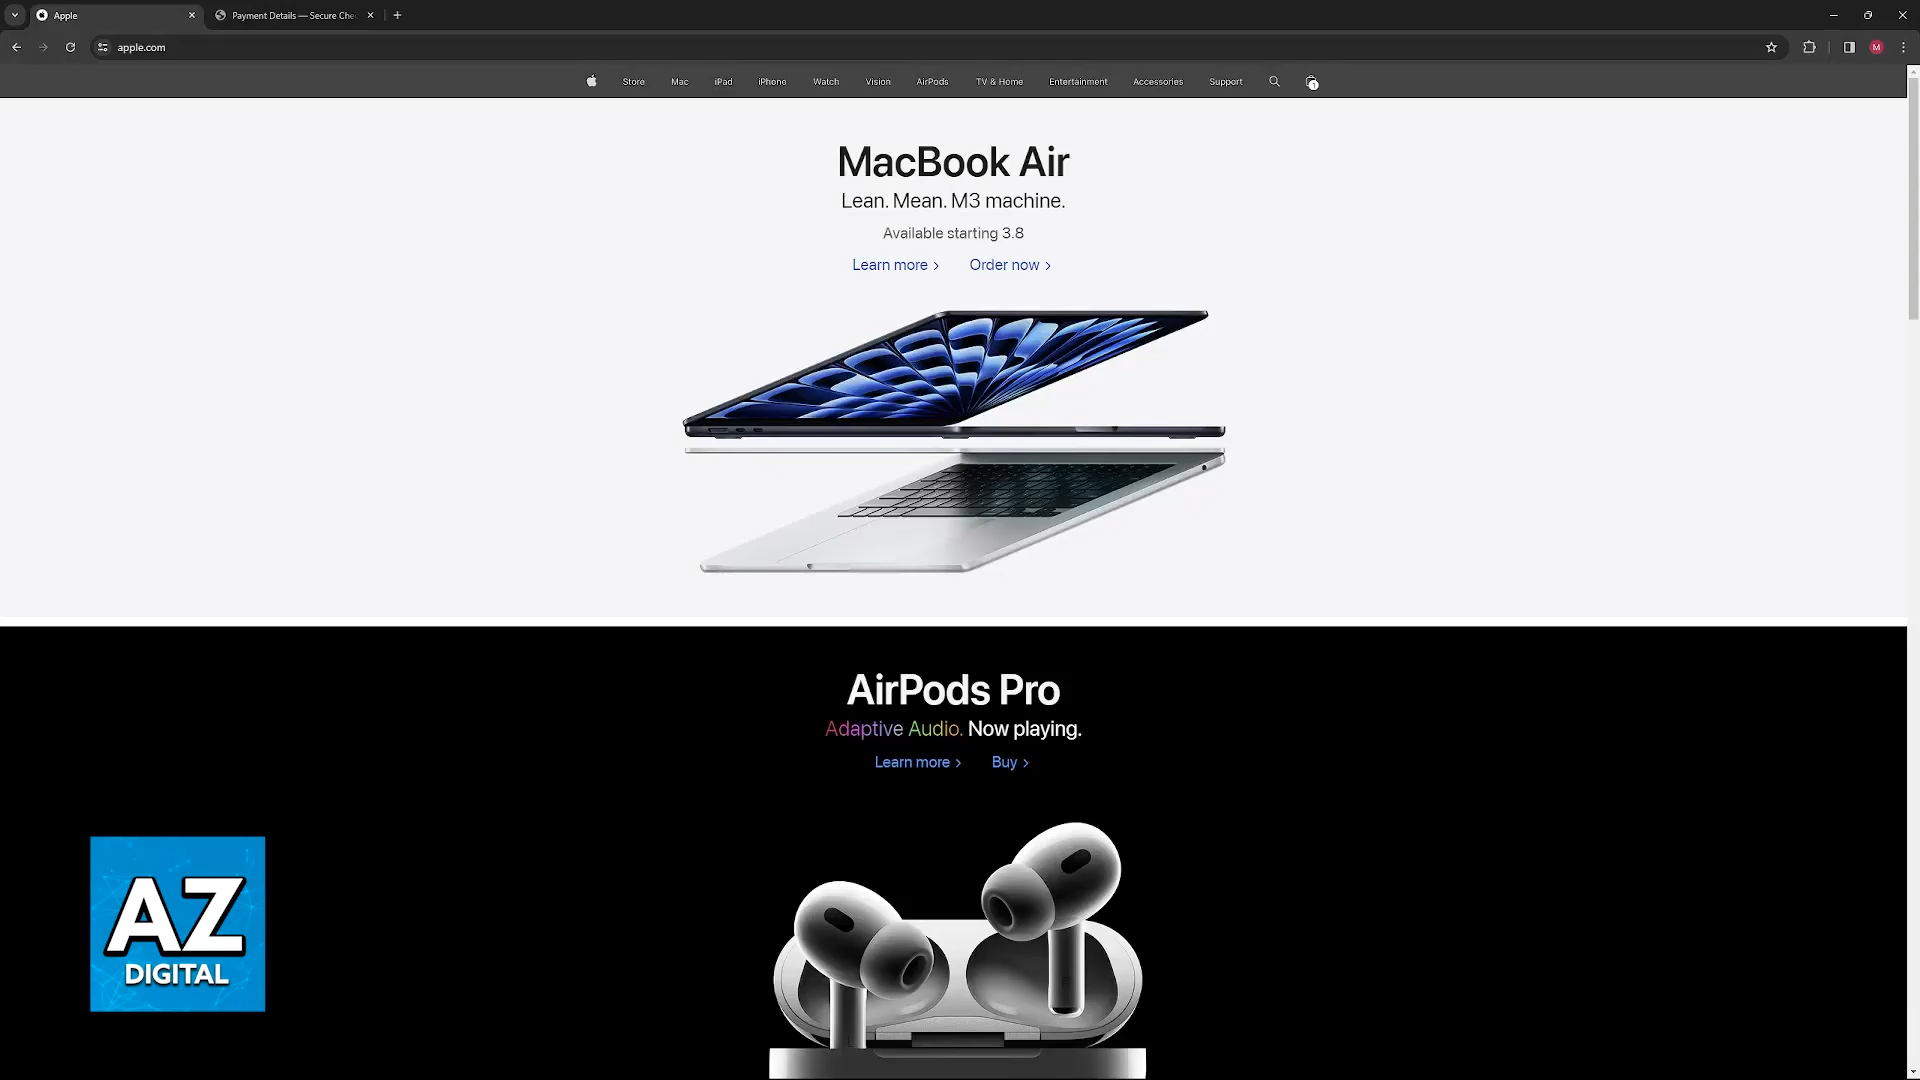 Apple
Payment Details — Secure Che
apple.com
M
Store Mac iPad iPhone Watch Vision AirPods TV & Home Entertainment Accessories Support
1
MacBook Air
Lean. Mean. M3 machine.
Available starting 3.8
Learn more > Order now >
AirPods Pro
Adaptive Audio. Now playing.
Learn more > Buy >
AZ
DIGITAL